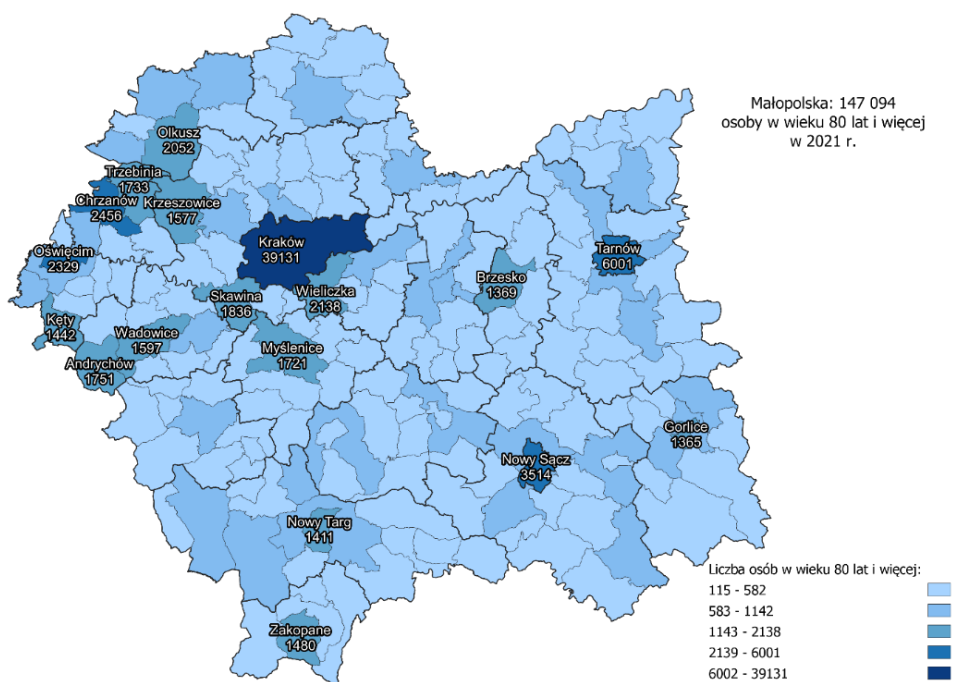 Małopolska: 147 094
osoby w wieku 80 lat i więcej
w 2021 r.
Olkusz
2052
Trzebinia
1733
Chrzanów
2456
Krzeszowice
1577
Kraków
39131
Oświęcim
2329
Tarnów
6001
Brzesko
1369
Skawina
1836
Wieliczka
2138
Kęty
1442
Wadowice
1597
Myślenice
1721
Andrychów
1751
Gorlice
1365
Nowy Sącz
3514
Nowy Targ
1411
Zakopane
1480
Liczba osób w wieku 80 lat i więcej:
115 - 582
583 - 1142
1143 - 2138
2139 - 6001
6002 - 39131